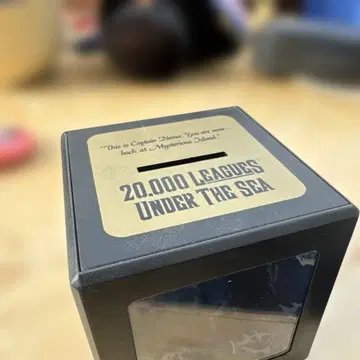 "This is Captain Nemo. You are now
back at Mysterious Island."
20.000 LEAGUES
UNDER THE SEA